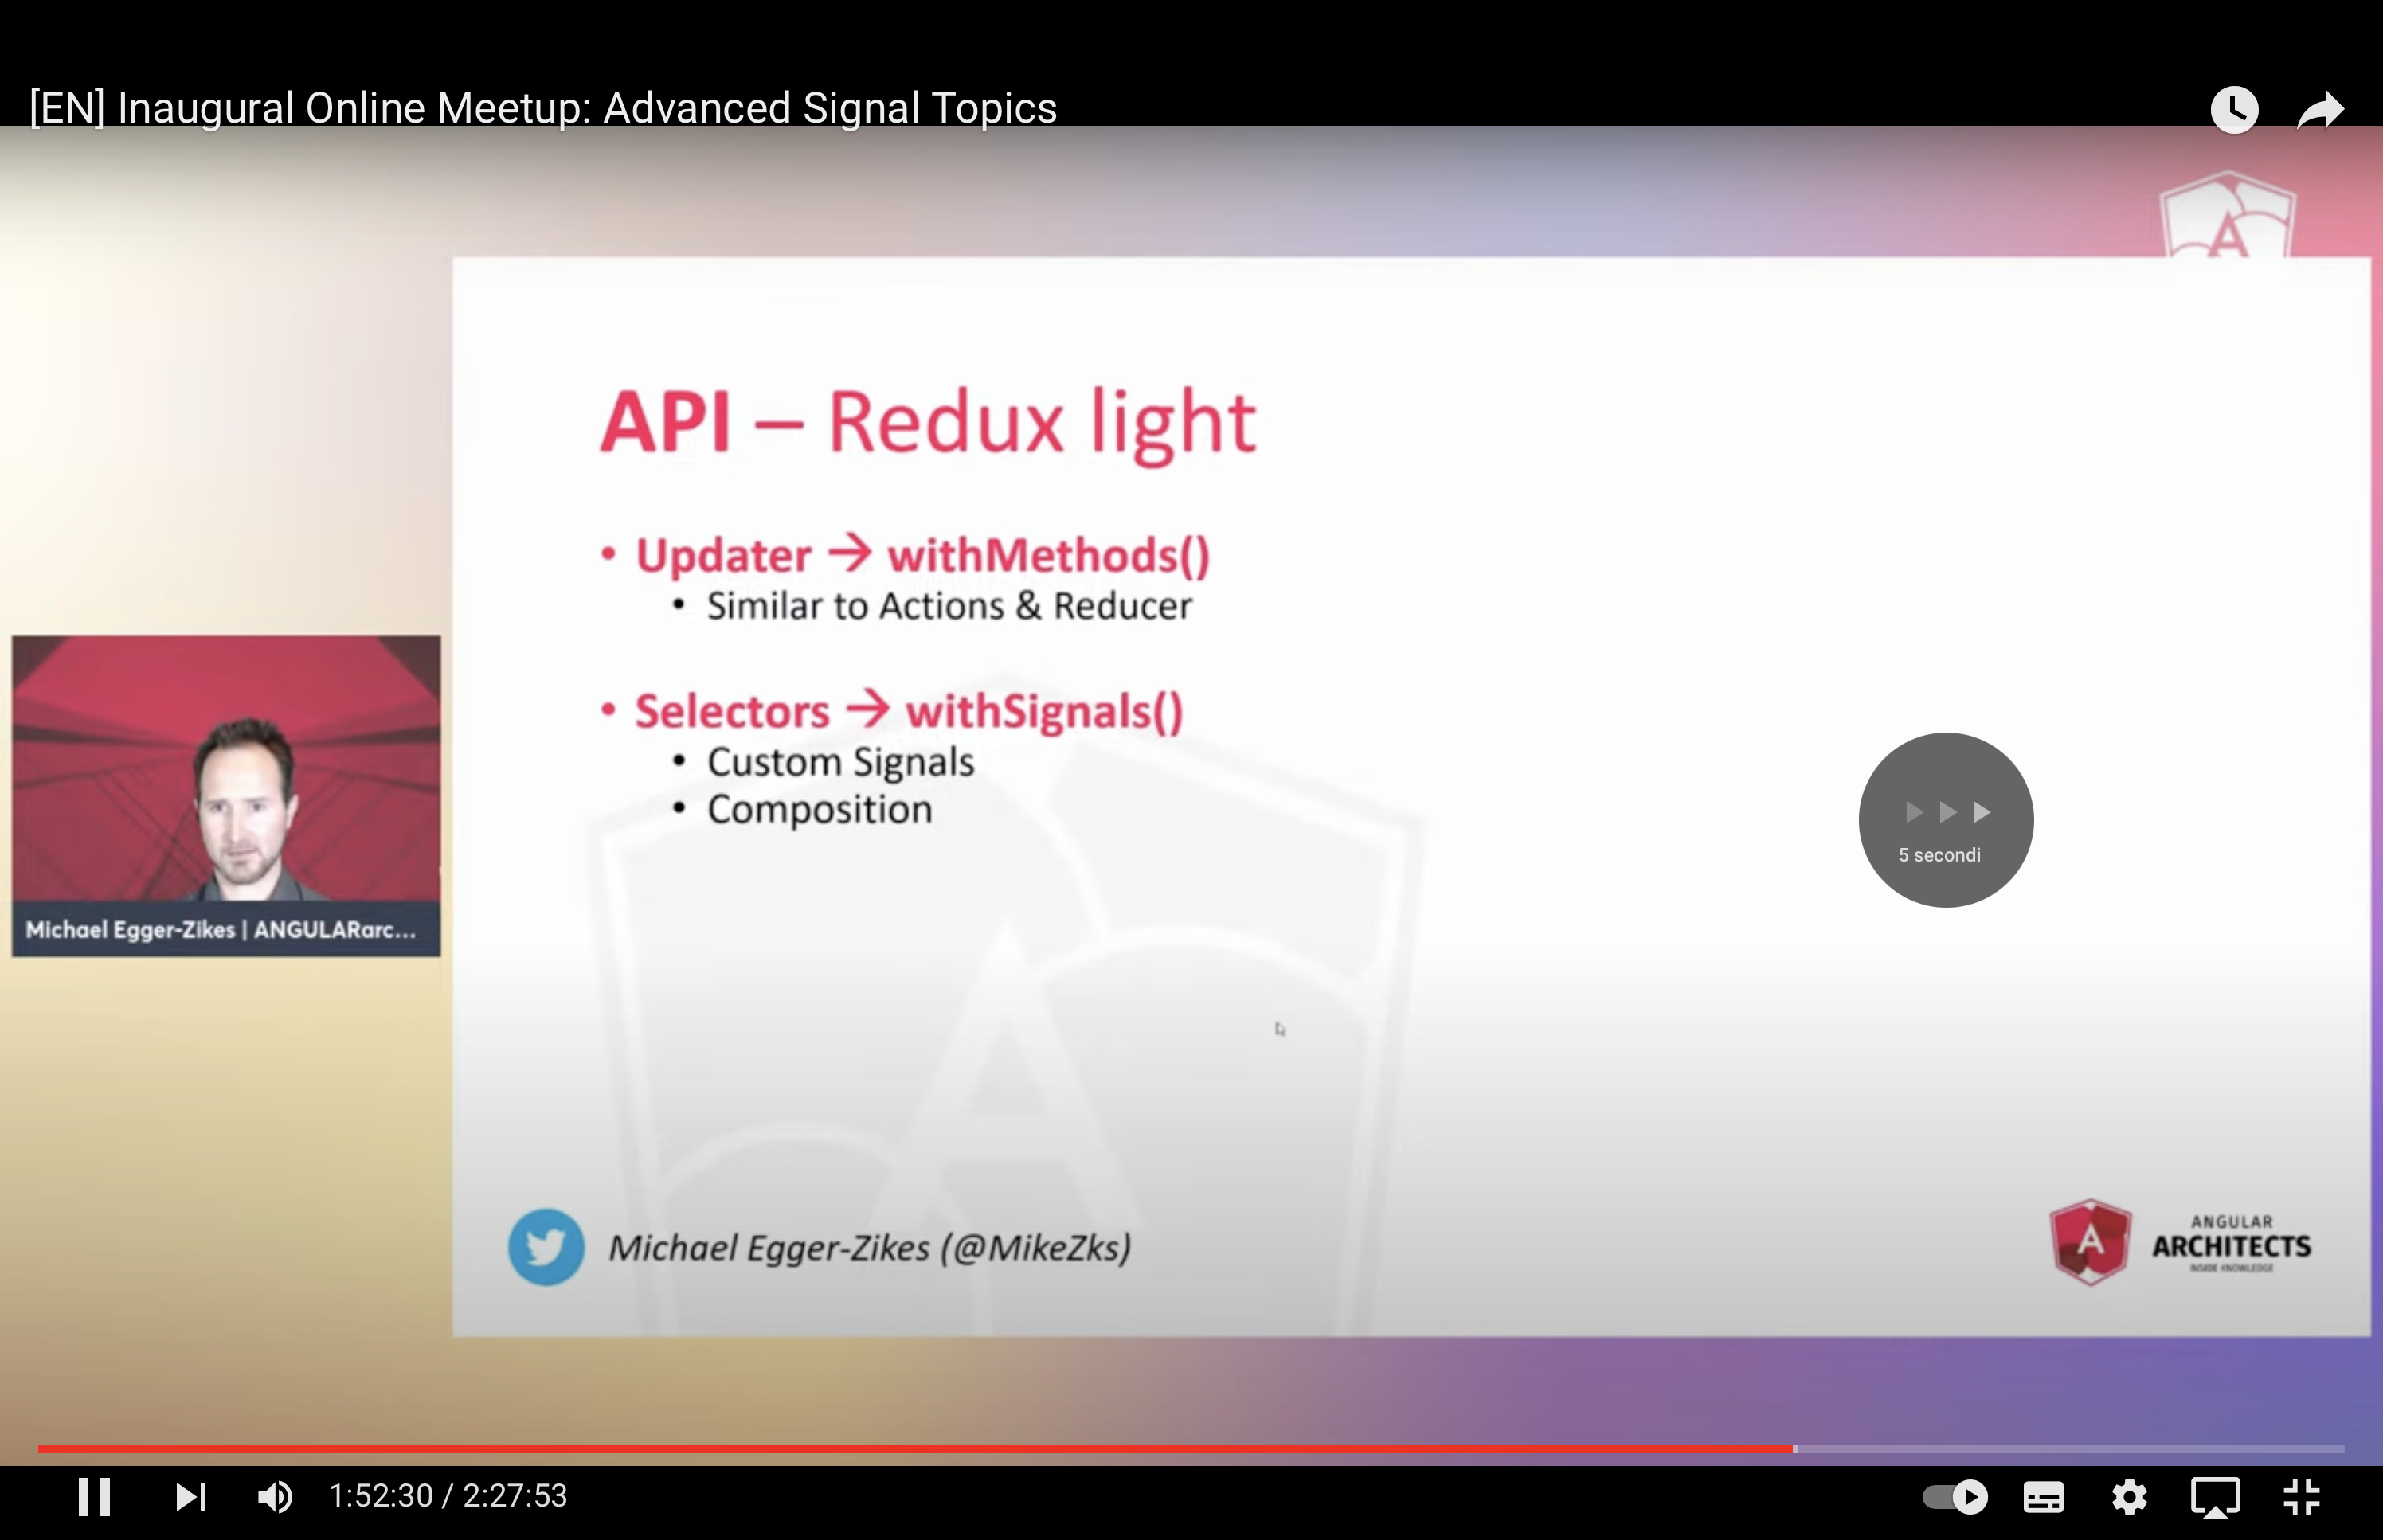 [EN] Inaugural Online Meetup: Advanced Signal Topics
API – Redux light
• Updater → withMethods()
• Similar to Actions & Reducer
• Selectors → withSignals()
• Custom Signals
• Composition
5 secondi
Michael Egger-Zikes | ANGULARarc...
Michael Egger-Zikes (@MikeZks)
A
ANGULAR
ARCHITECTS
INSIDE KNOWLEDGE
1:52:30 / 2:27:53